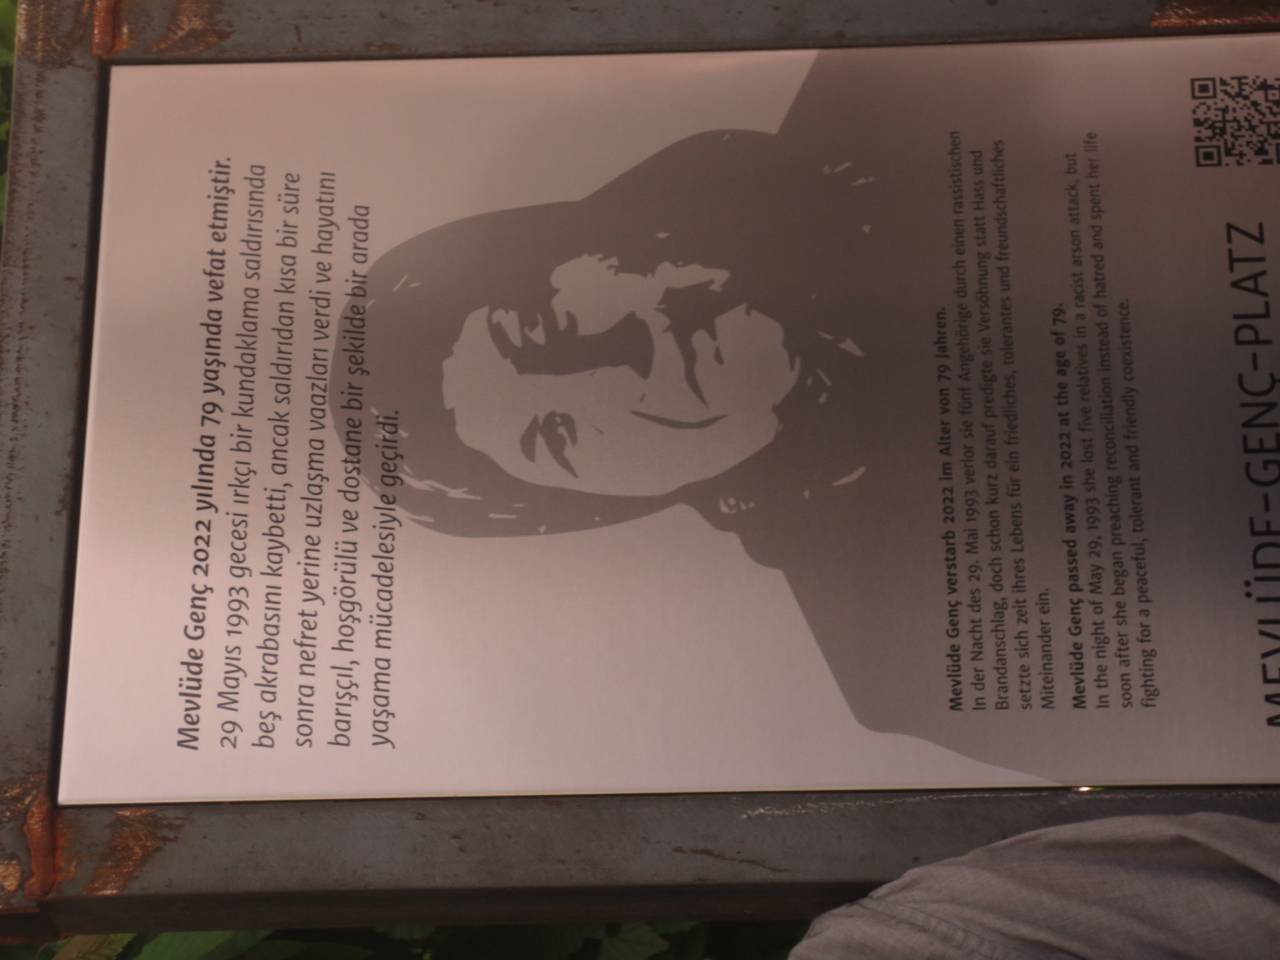 Mevlüde Genç 2022 yılında 79 yaşında vefat etmiştir.
29 Mayıs 1993 gecesi ırkçı bir kundaklama saldırısında
beş akrabasını kaybetti, ancak saldırıdan kısa bir süre
sonra nefret yerine uzlaşma vaazları verdi ve hayatını
barışçıl, hoşgörülü ve dostane bir şekilde bir arada
yaşama mücadelesiyle geçirdi.
Mevlüde Genç verstarb 2022 im Alter von 79 Jahren.
In der Nacht des 29. Mai 1993 verlor sie fünf Angehörige durch einen rassistischen
Brandanschlag, doch schon kurz darauf predigte sie Versöhnung statt Hass und
setzte sich zeit ihres Lebens für ein friedliches, tolerantes und freundschaftliches
Miteinander ein.
Mevlüde Genç passed away in 2022 at the age of 79.
In the night of May 29, 1993 she lost five relatives in a racist arson attack, but
soon after she began preaching reconciliation instead of hatred and spent her life
fighting for a peaceful, tolerant and friendly coexistence.
MEVLÜDE-GENÇ-PLATZ